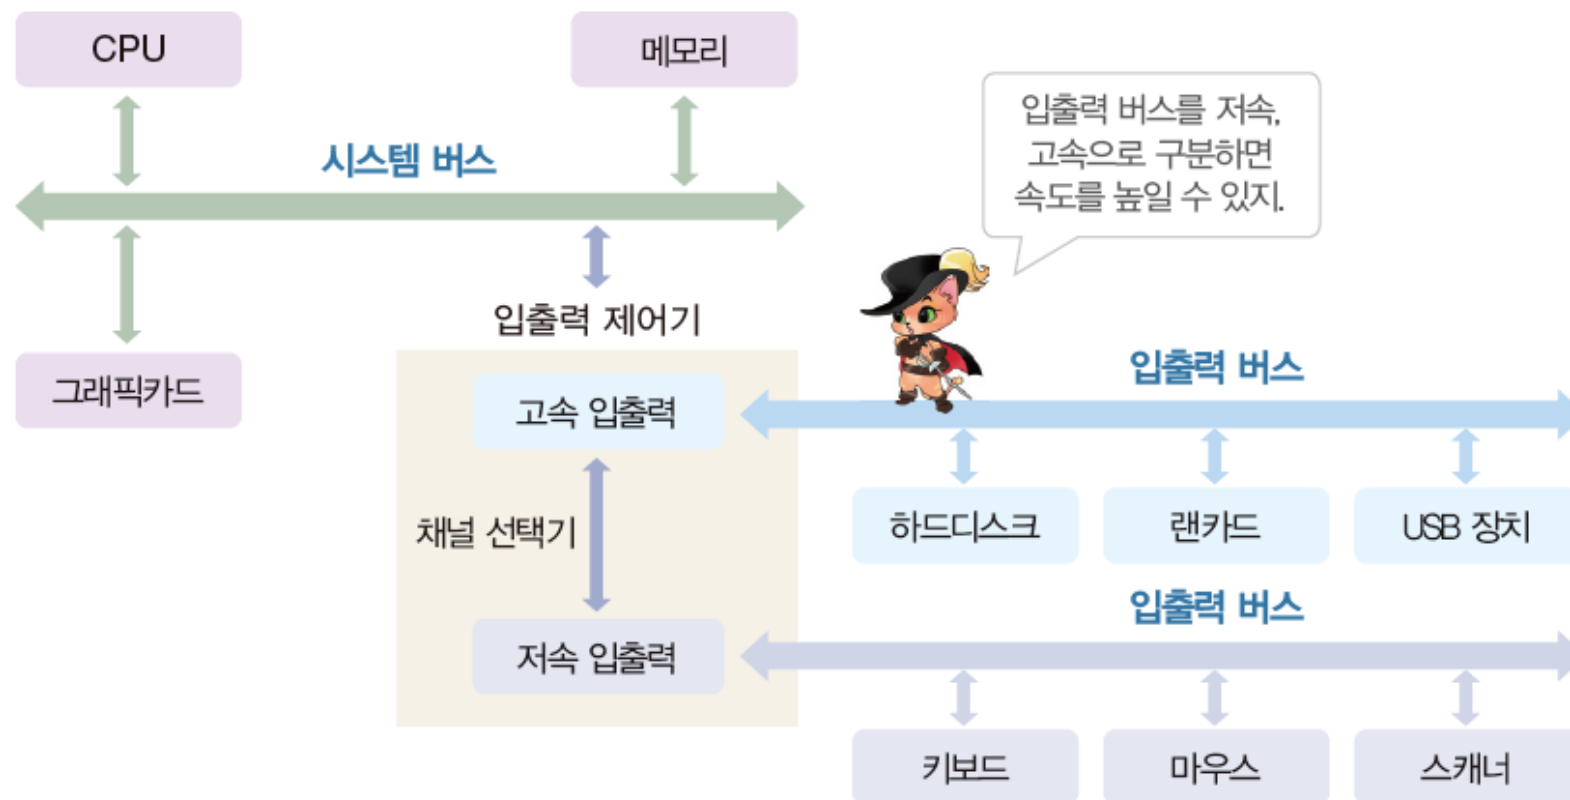 CPU
메모리
시스템 버스
입출력 버스를 저속,
고속으로 구분하면
속도를 높일 수 있지.
입출력 제어기
그래픽카드
고속 입출력
입출력 버스
채널 선택기
하드디스크
랜카드
USB 장치
입출력 버스
저속 입출력
키보드
마우스
스캐너